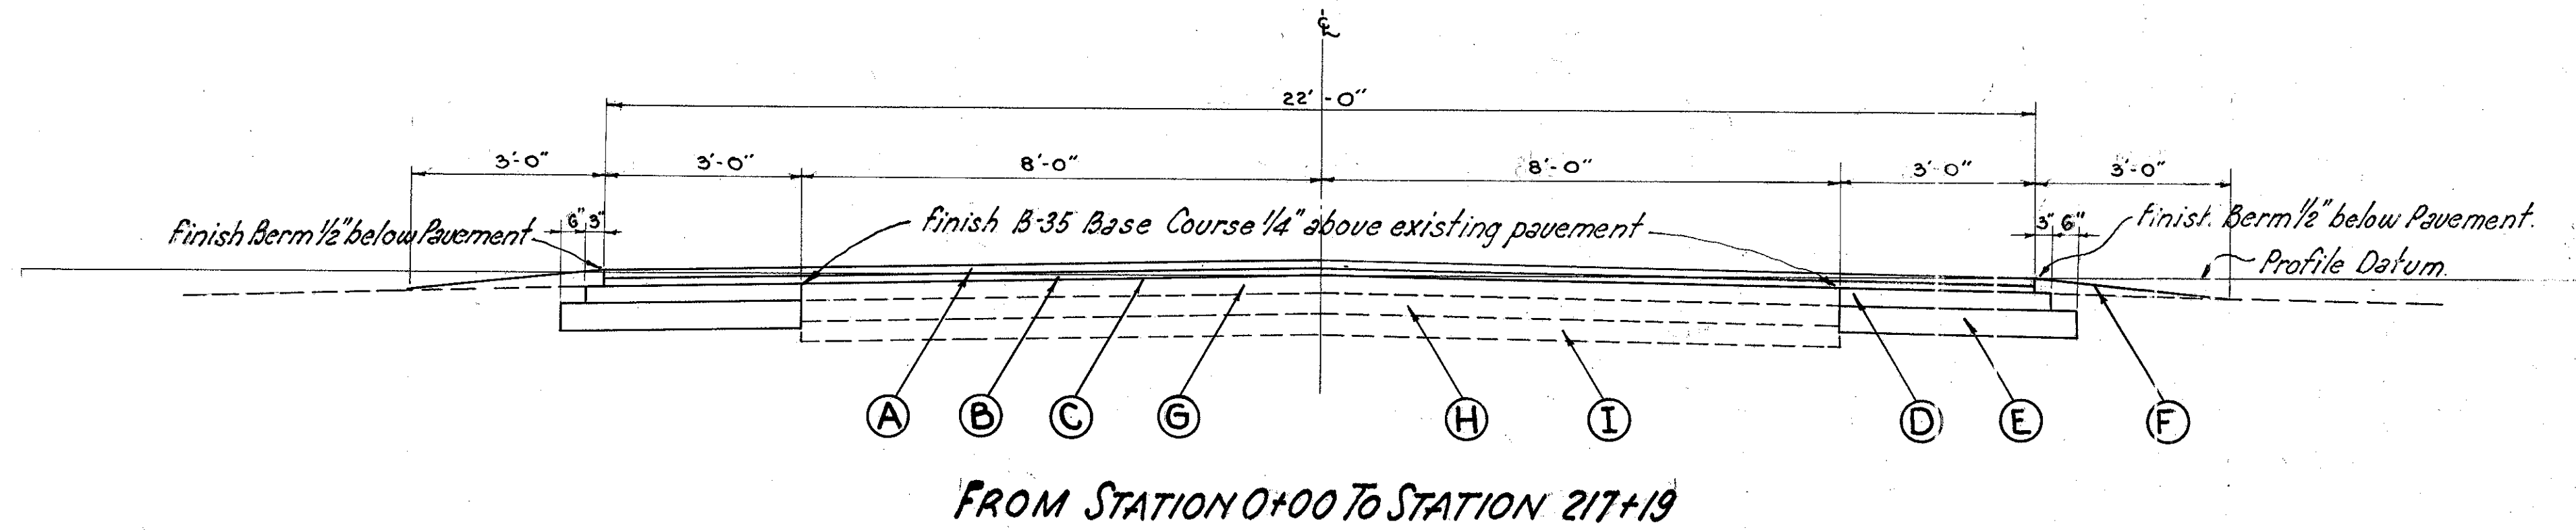 ℄
22'-0"
3'-0" 3'-0" 8'-0" 8'-0" 3'-0" 3'-0"
6" 3" 3" 6"
Finish Berm 1/2" below Pavement
Finish B-35 Base Course 1/4" above existing pavement
Finish. Berm 1/2" below Pavement.
Profile Datum.
A B C G H I D E F
FROM STATION 0+00 TO STATION 217+19